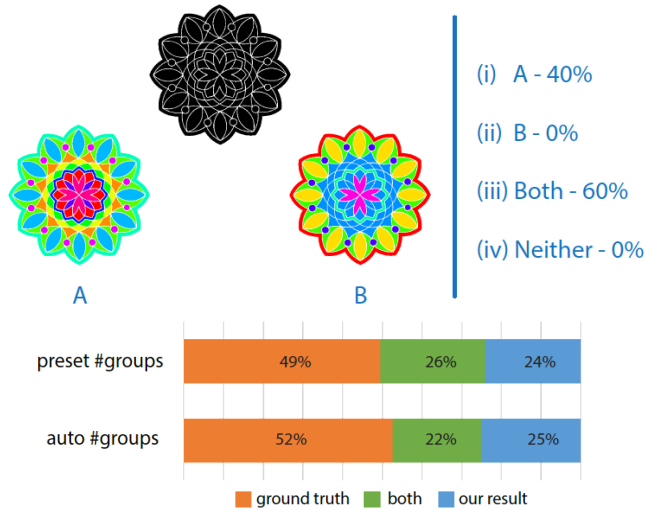 (i) A - 40%
(ii) B - 0%
(iii) Both - 60%
(iv) Neither - 0%
A
B
preset #groups 49% 26% 24%
auto #groups 52% 22% 25%
ground truth both our result